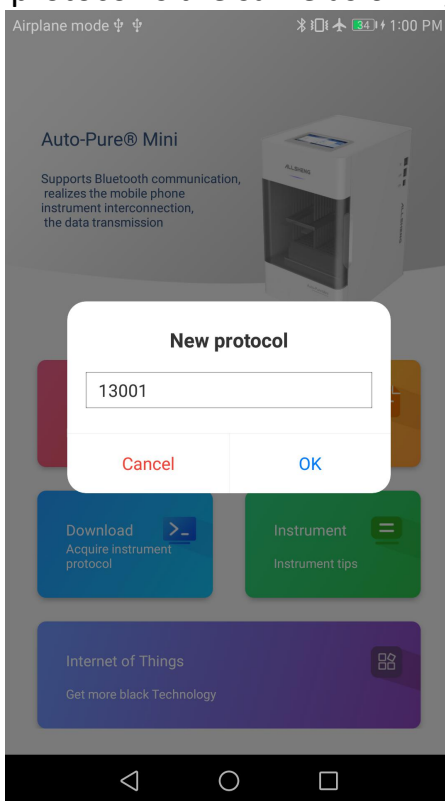 Airplane mode 34 1:00 PM
Auto-Pure® Mini
Supports Bluetooth communication,
realizes the mobile phone
instrument interconnection,
the data transmission
ALLSHENG
New protocol
13001
Cancel
OK
Download
Acquire instrument
protocol
Instrument
Instrument tips
Internet of Things
Get more black Technology